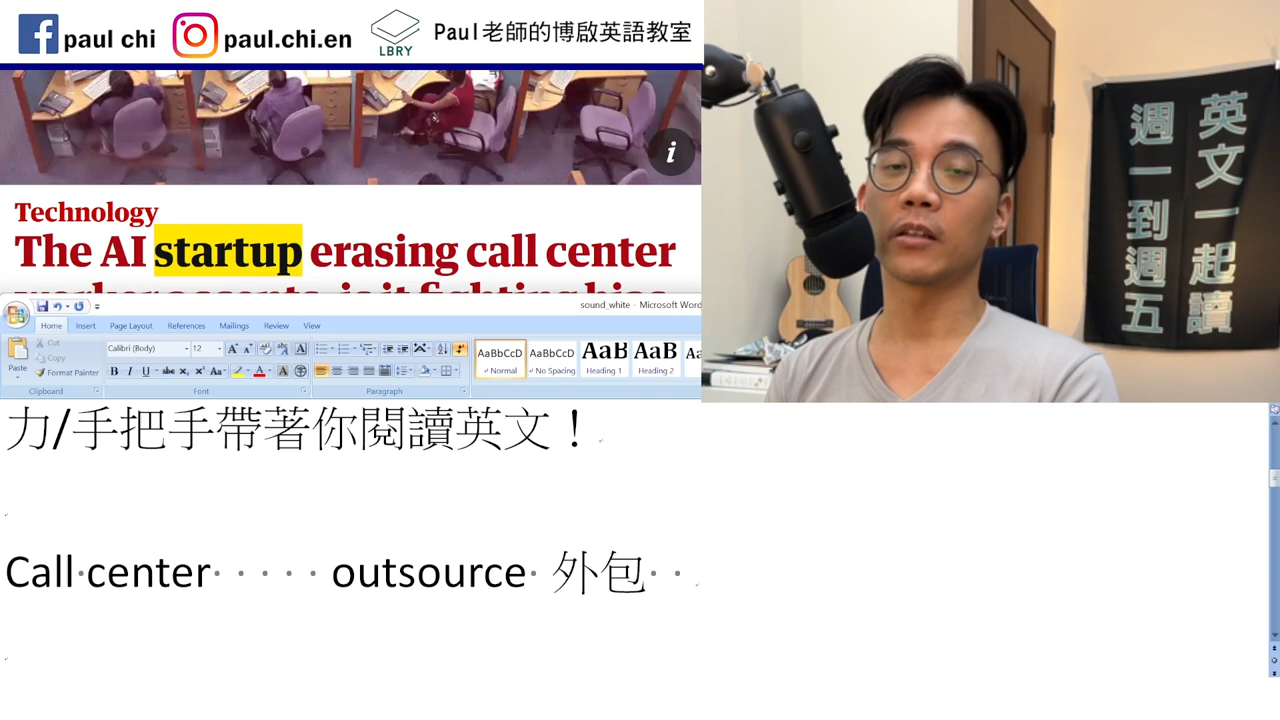 paul chi
paul.chi.en
LBRY
Paul老師的博啟英語教室
i
Technology
The AI startup erasing call center
sound_white - Microsoft Word
Home Insert Page Layout References Mailings Review View
Cut
Copy
Format Painter
Paste
Clipboard
Calibri (Body) 12
Font
Paragraph
AaBbCcD AaBbCcD AaBb AaBb Aa
Normal No Spacing Heading 1 Heading 2
力/手把手帶著你閱讀英文！
Call center outsource 外包
英文一起讀
週一到週五